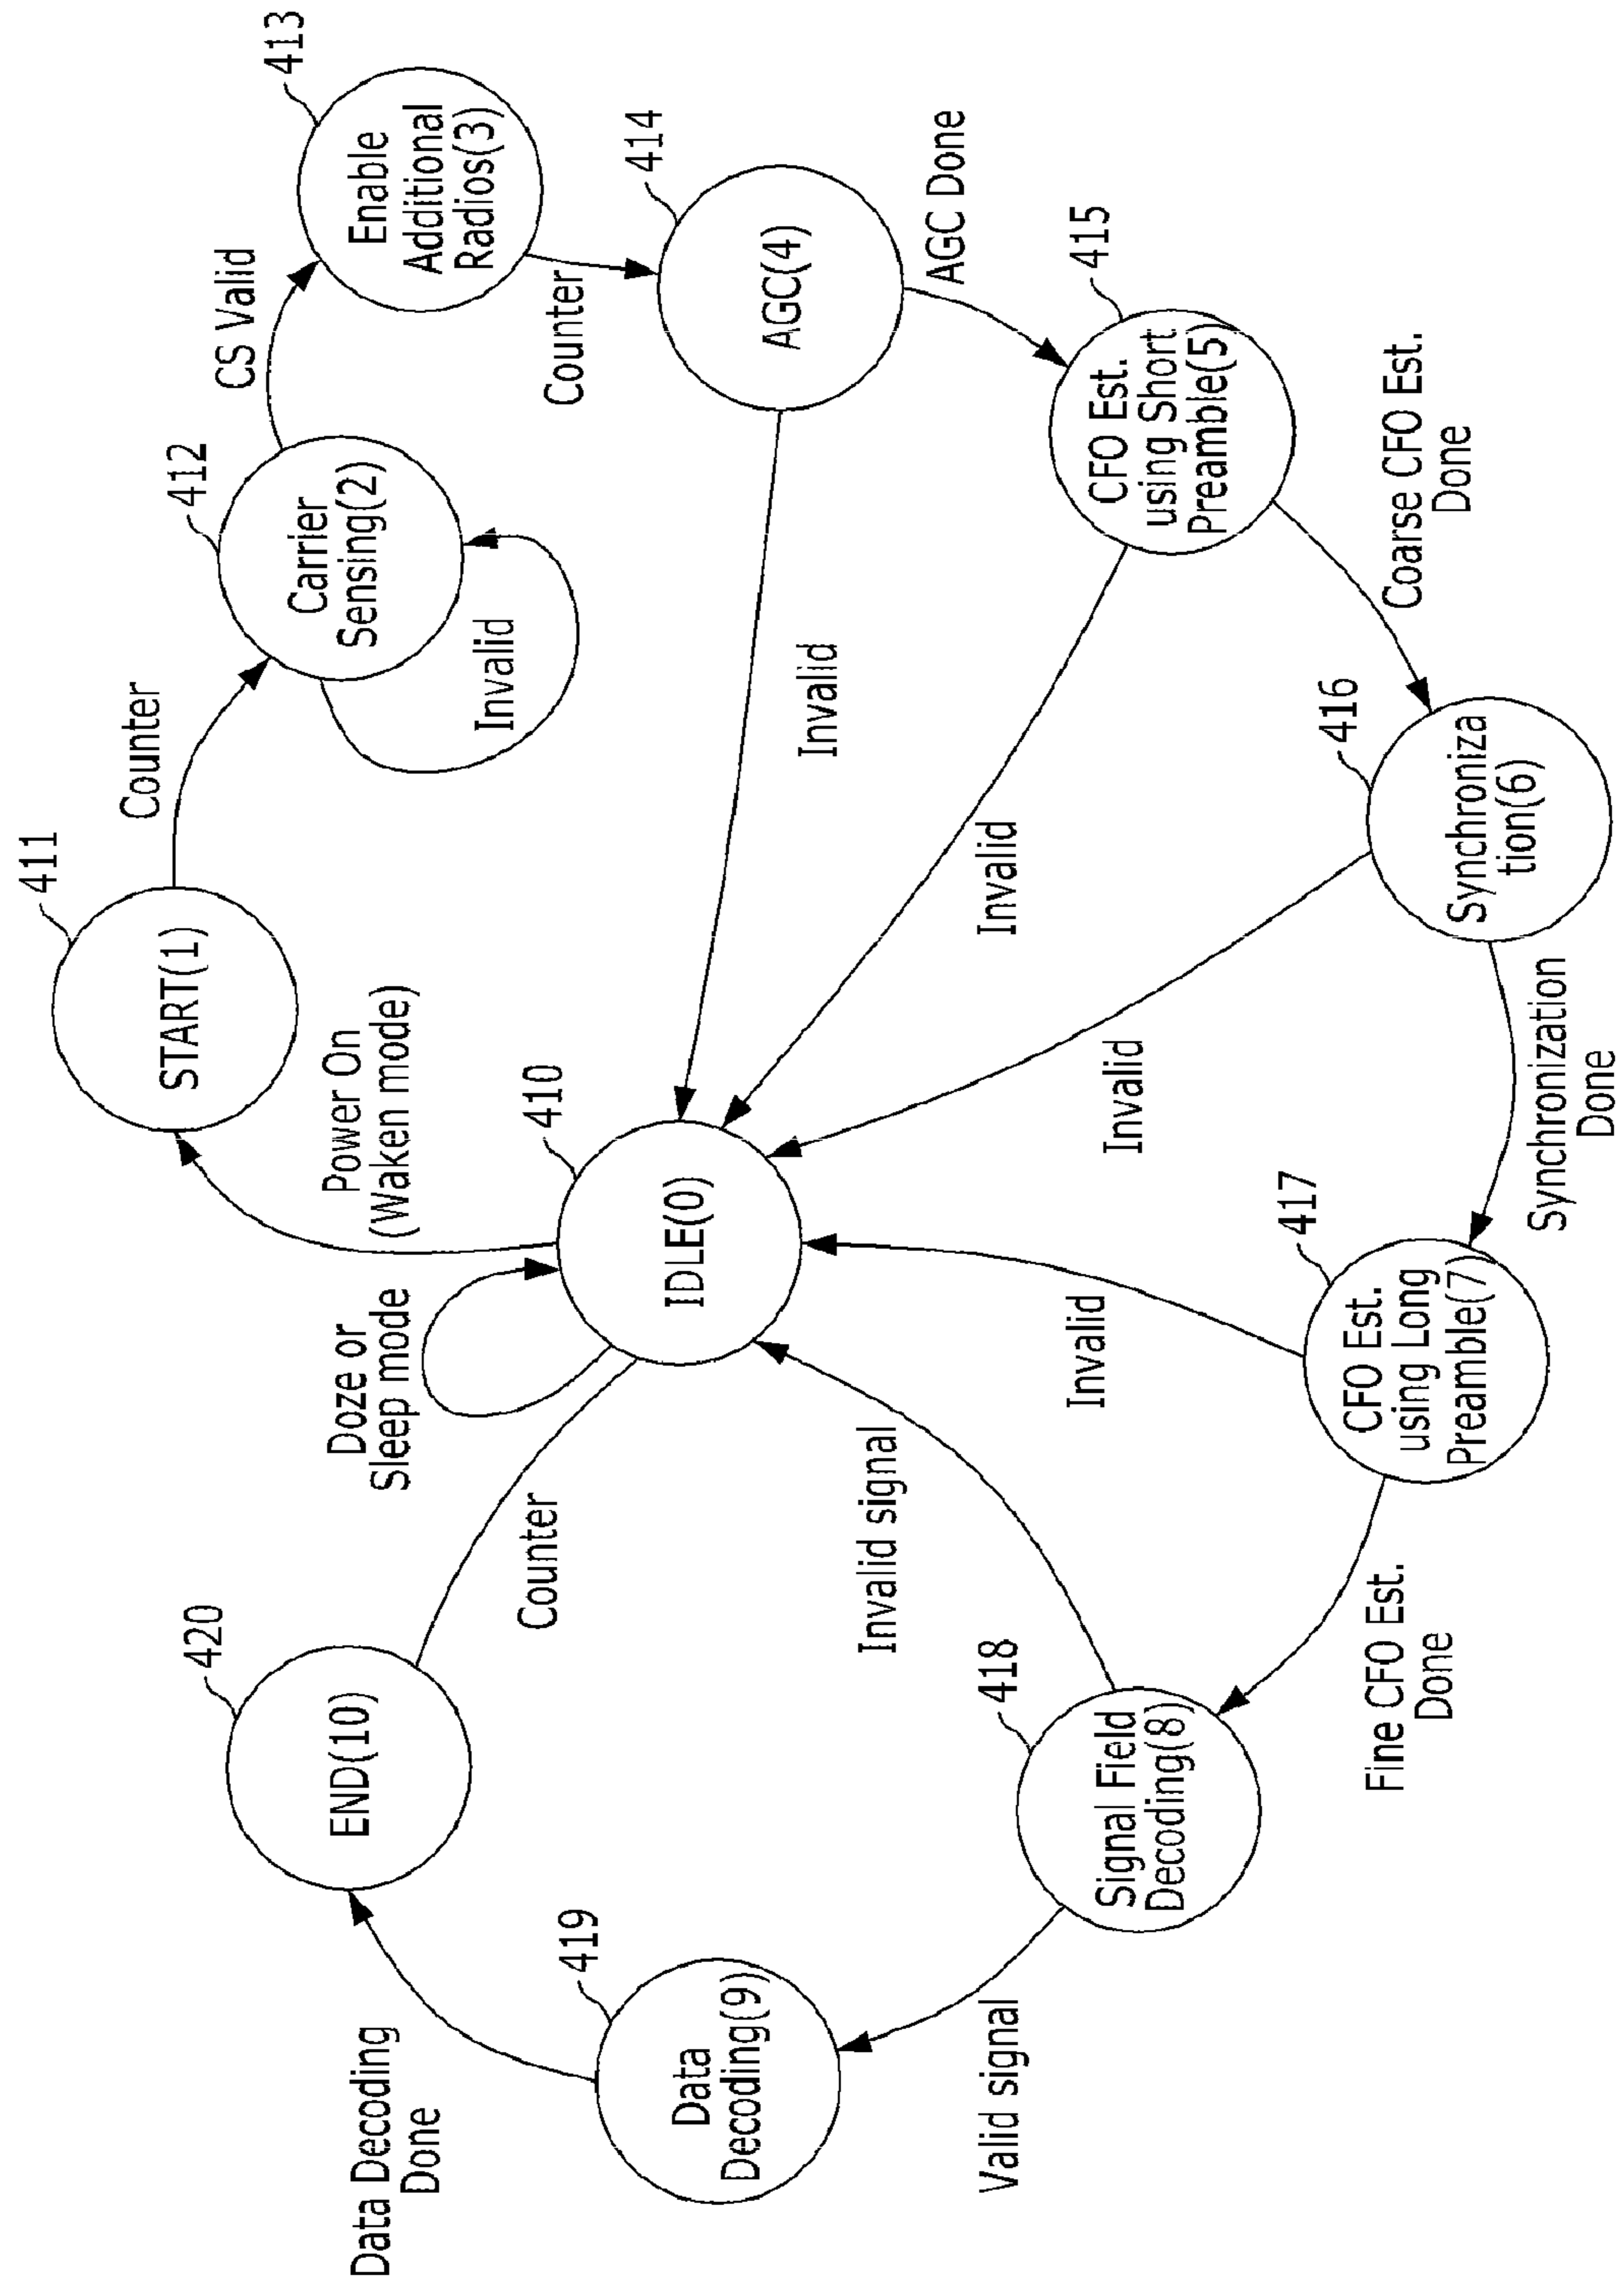 410
IDLE(0)
Doze or
Sleep mode
Power On
(Waken mode)
411
START(1)
Counter
412
Carrier
Sensing(2)
Invalid
CS Valid
413
Enable
Additional
Radios(3)
Counter
414
AGC(4)
Invalid
AGC Done
415
CFO Est.
using Short
Preamble(5)
Invalid
Coarse CFO Est.
Done
416
Synchroniza
tion(6)
Invalid
Synchronization
Done
417
CFO Est.
using Long
Preamble(7)
Invalid
Fine CFO Est.
Done
418
Signal Field
Decoding(8)
Invalid signal
Valid signal
419
Data
Decoding(9)
Data Decoding
Done
420
END(10)
Counter